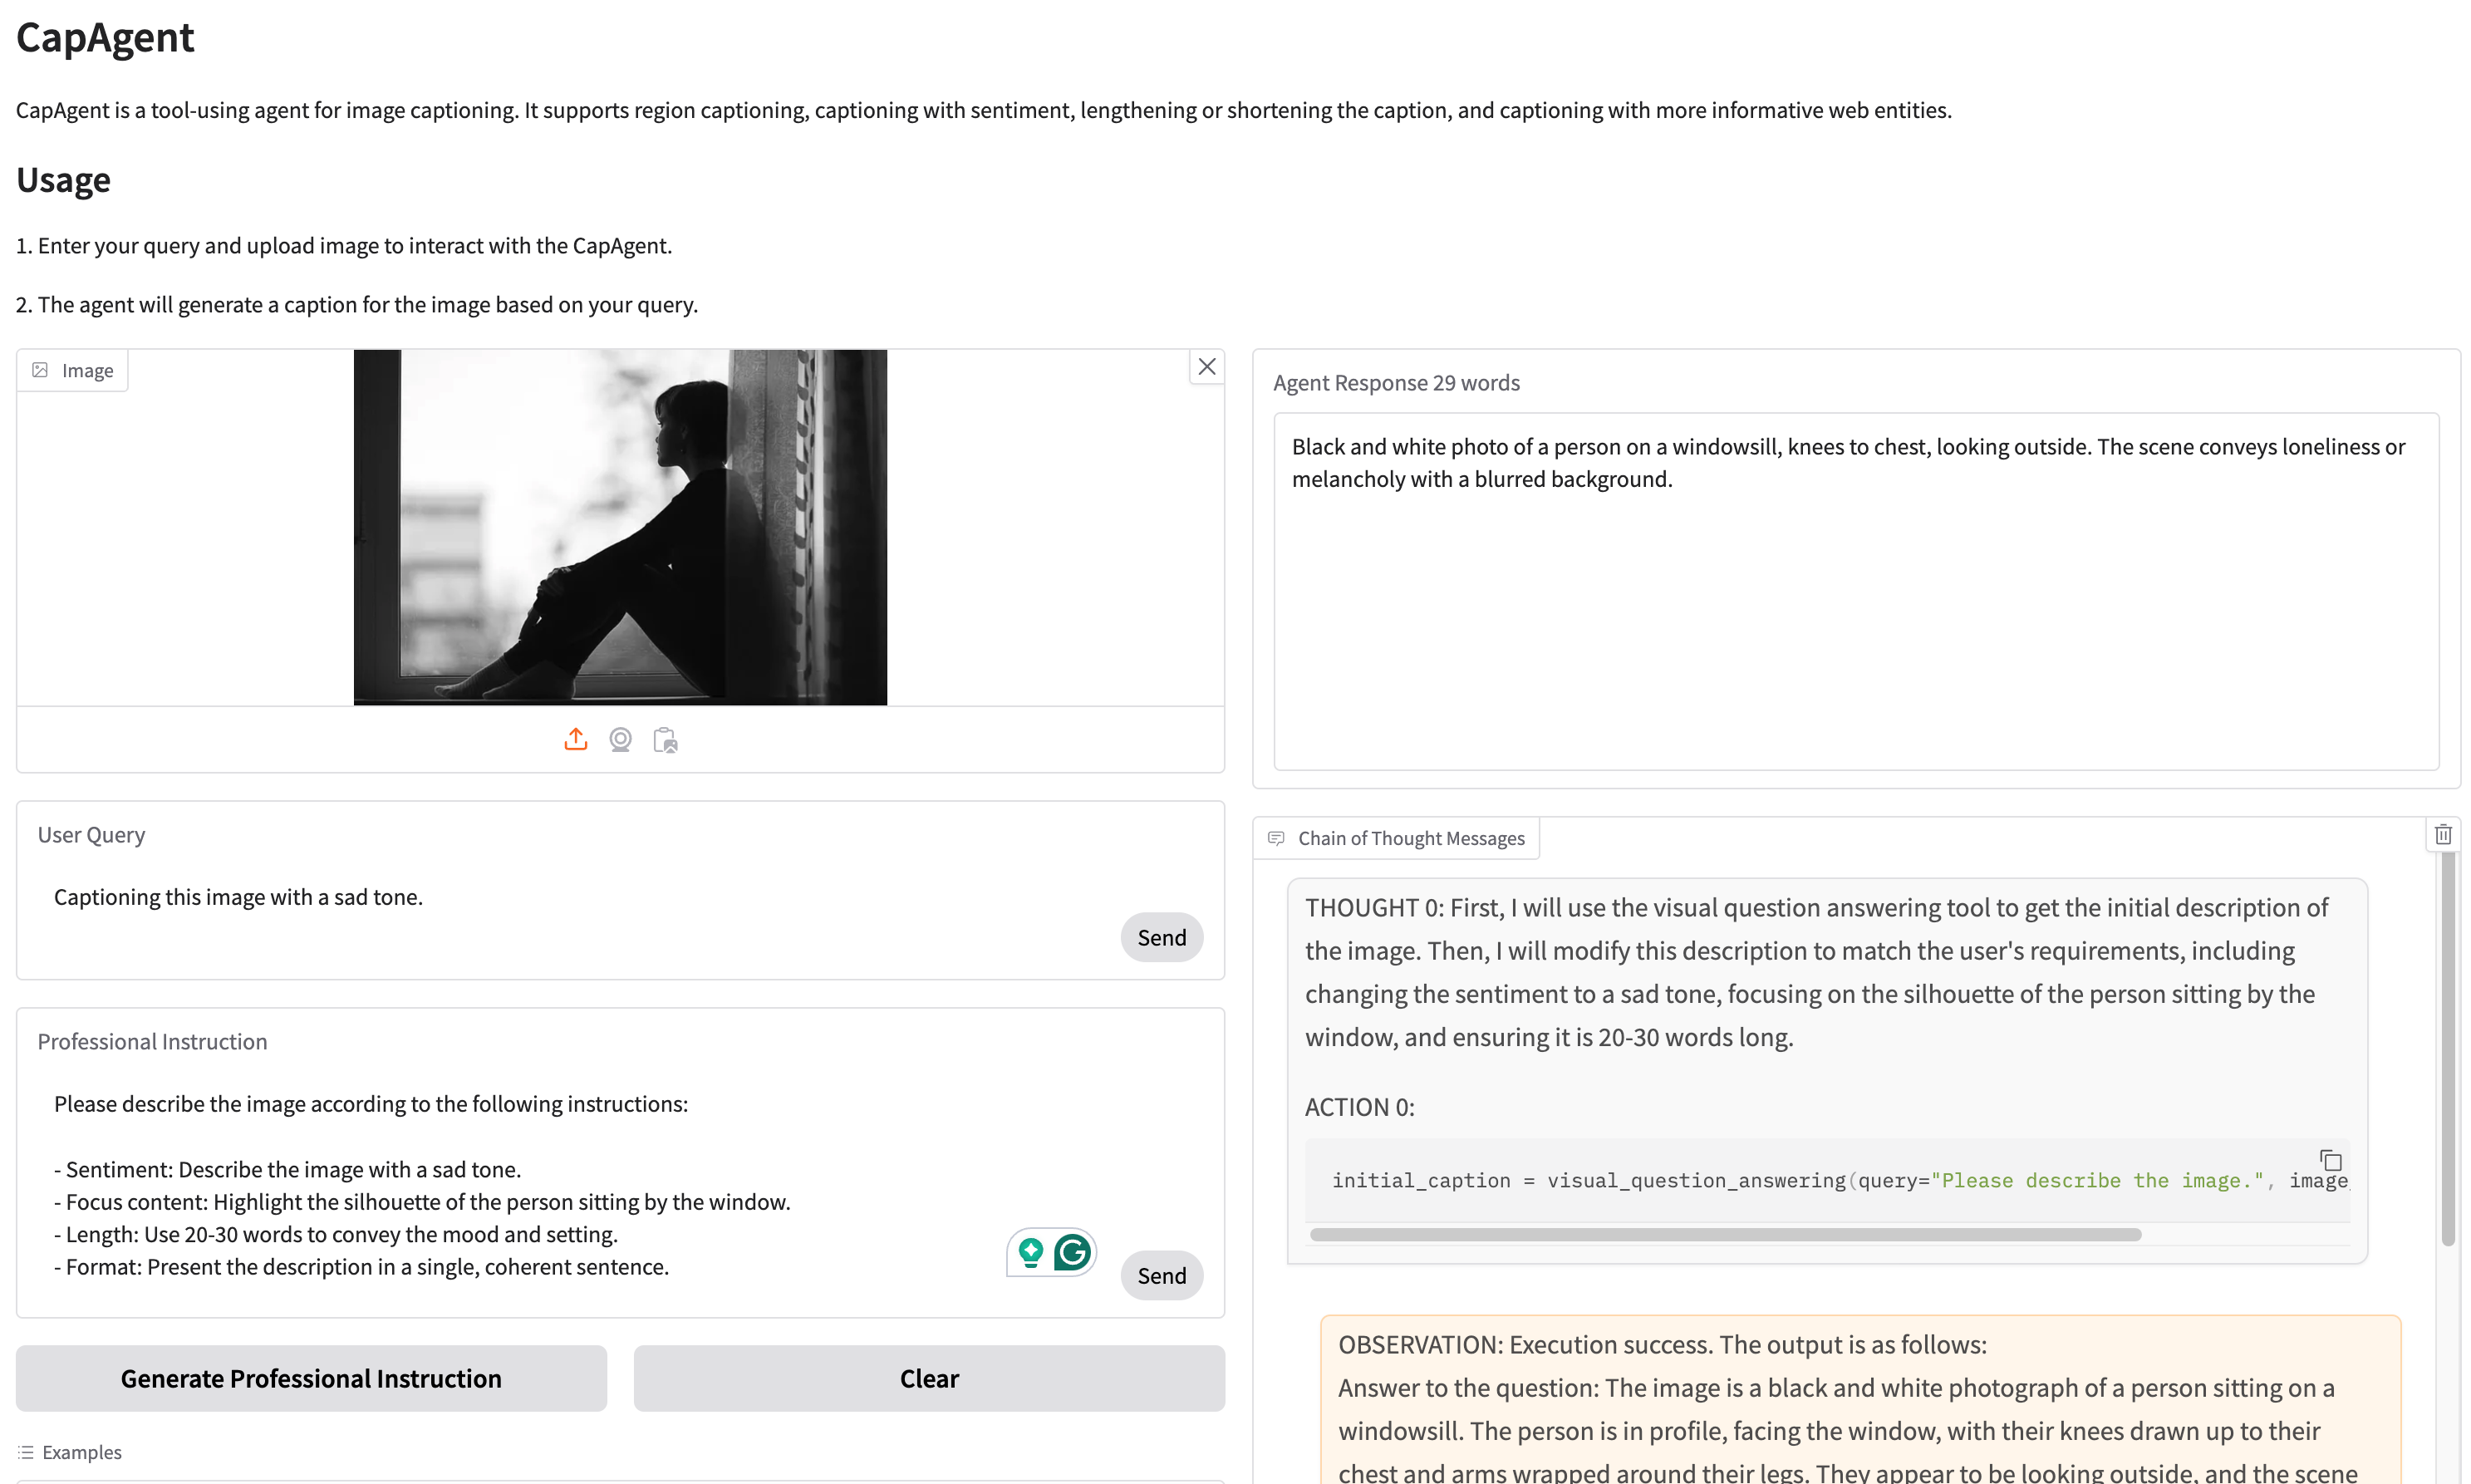 CapAgent
CapAgent is a tool-using agent for image captioning. It supports region captioning, captioning with sentiment, lengthening or shortening the caption, and captioning with more informative web entities.
Usage
1. Enter your query and upload image to interact with the CapAgent.
2. The agent will generate a caption for the image based on your query.
Image
User Query
Captioning this image with a sad tone.
Send
Professional Instruction
Please describe the image according to the following instructions:
- Sentiment: Describe the image with a sad tone.
- Focus content: Highlight the silhouette of the person sitting by the window.
- Length: Use 20-30 words to convey the mood and setting.
- Format: Present the description in a single, coherent sentence.
Send
Generate Professional Instruction
Clear
Examples
Agent Response 29 words
Black and white photo of a person on a windowsill, knees to chest, looking outside. The scene conveys loneliness or
melancholy with a blurred background.
Chain of Thought Messages
THOUGHT 0: First, I will use the visual question answering tool to get the initial description of
the image. Then, I will modify this description to match the user's requirements, including
changing the sentiment to a sad tone, focusing on the silhouette of the person sitting by the
window, and ensuring it is 20-30 words long.
ACTION 0:
initial_caption = visual_question_answering(query="Please describe the image.", image_
OBSERVATION: Execution success. The output is as follows:
Answer to the question: The image is a black and white photograph of a person sitting on a
windowsill. The person is in profile, facing the window, with their knees drawn up to their
chest and arms wrapped around their legs. They appear to be looking outside, and the scene